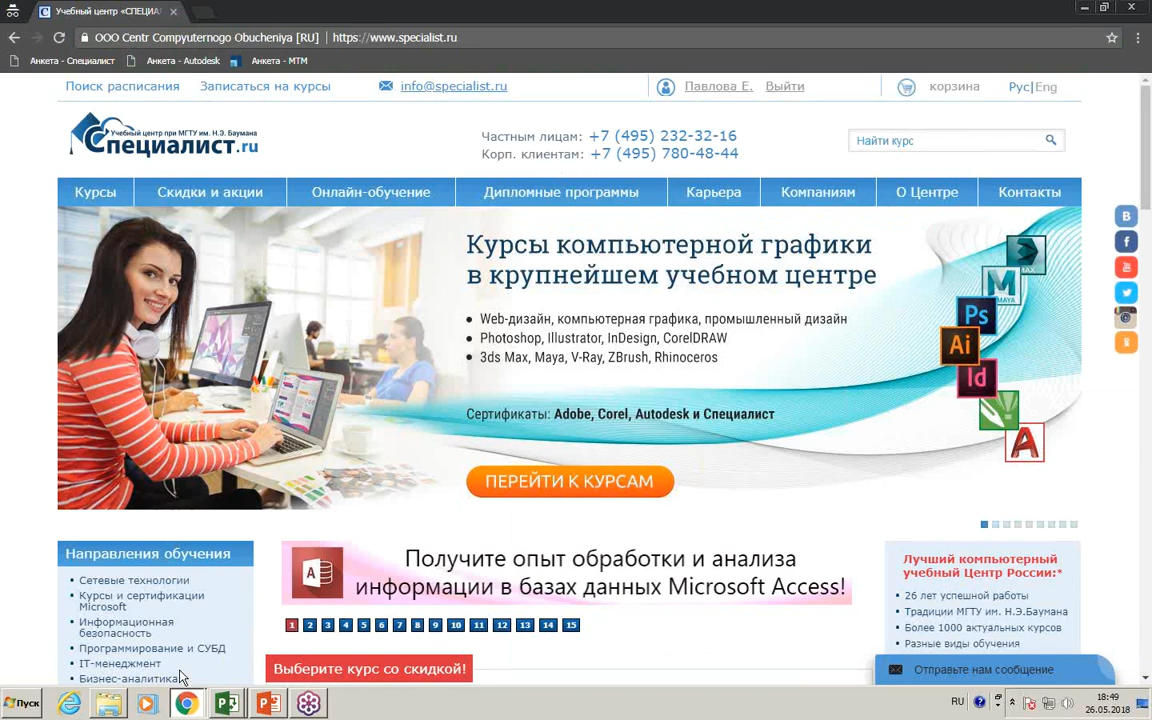 Учебный центр «СПЕЦИА
ООО Centr Compyuternogo Obucheniya [RU] | https://www.specialist.ru
Анкета - Специалист Анкета - Autodesk Анкета - МТМ
Поиск расписания Записаться на курсы info@specialist.ru Павлова Е. Выйти корзина Рус|Eng
Учебный центр при МГТУ им. Н.Э.Баумана
Специалист.ru
Частным лицам: +7 (495) 232-32-16
Корп. клиентам: +7 (495) 780-48-44
Найти курс
Курсы Скидки и акции Онлайн-обучение Дипломные программы Карьера Компаниям О Центре Контакты
Курсы компьютерной графики
в крупнейшем учебном центре
• Web-дизайн, компьютерная графика, промышленный дизайн
• Photoshop, Illustrator, InDesign, CorelDRAW
• 3ds Max, Maya, V-Ray, ZBrush, Rhinoceros
Сертификаты: Adobe, Corel, Autodesk и Специалист
ПЕРЕЙТИ К КУРСАМ
MAX
M
MAYA
Ps
Ai
Id
A
Направления обучения
• Сетевые технологии
• Курсы и сертификации
Microsoft
• Информационная
безопасность
• Программирование и СУБД
• IT-менеджмент
• Бизнес-аналитика
A
Получите опыт обработки и анализа
информации в базах данных Microsoft Access!
1 2 3 4 5 6 7 8 9 10 11 12 13 14 15
Выберите курс со скидкой!
Лучший компьютерный
учебный Центр России:*
• 26 лет успешной работы
• Традиции МГТУ им. Н.Э.Баумана
• Более 1000 актуальных курсов
• Разные виды обучения
Отправьте нам сообщение
Пуск
RU
18:49
26.05.2018